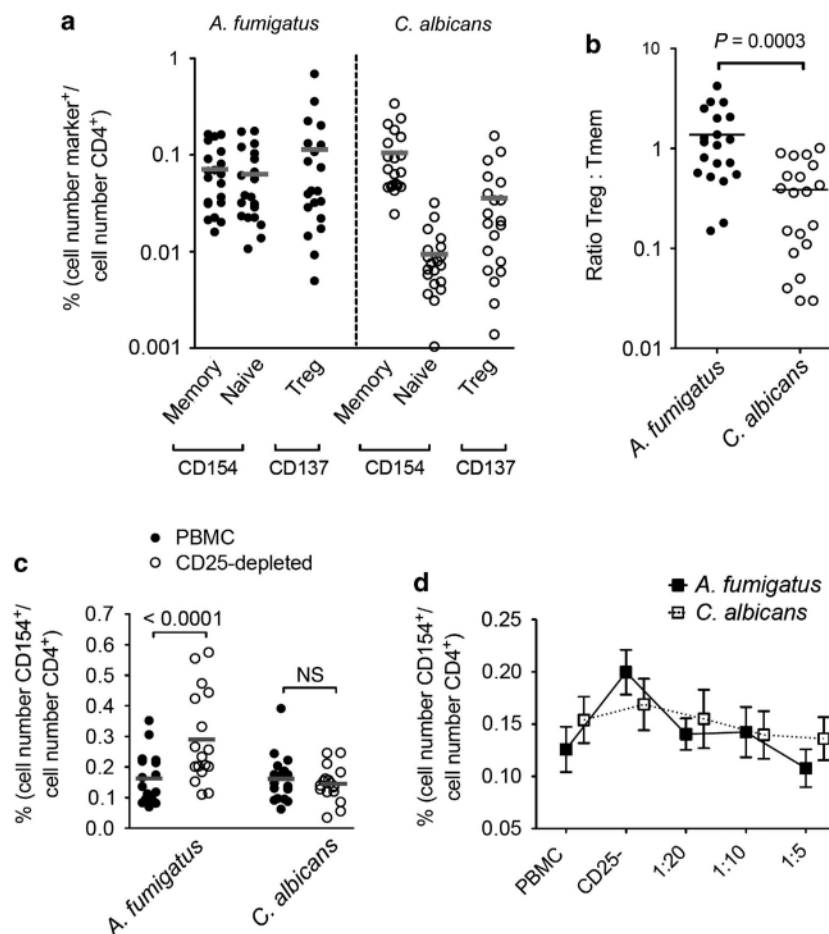 a
A. fumigatus
C. albicans
% (cell number marker⁺/
cell number CD4⁺)
1
0.1
0.01
0.001
Memory
Naive
Treg
Memory
Naive
Treg
CD154
CD137
CD154
CD137
b
P = 0.0003
Ratio Treg : Tmem
10
1
0.1
0.01
A. fumigatus
C. albicans
c
PBMC
CD25-depleted
% (cell number CD154⁺/
cell number CD4⁺)
0.7
0.6
0.5
0.4
0.3
0.2
0.1
0.0
< 0.0001
NS
A. fumigatus
C. albicans
d
A. fumigatus
C. albicans
% (cell number CD154⁺/
cell number CD4⁺)
0.25
0.20
0.15
0.10
0.05
PBMC
CD25-
1:20
1:10
1:5